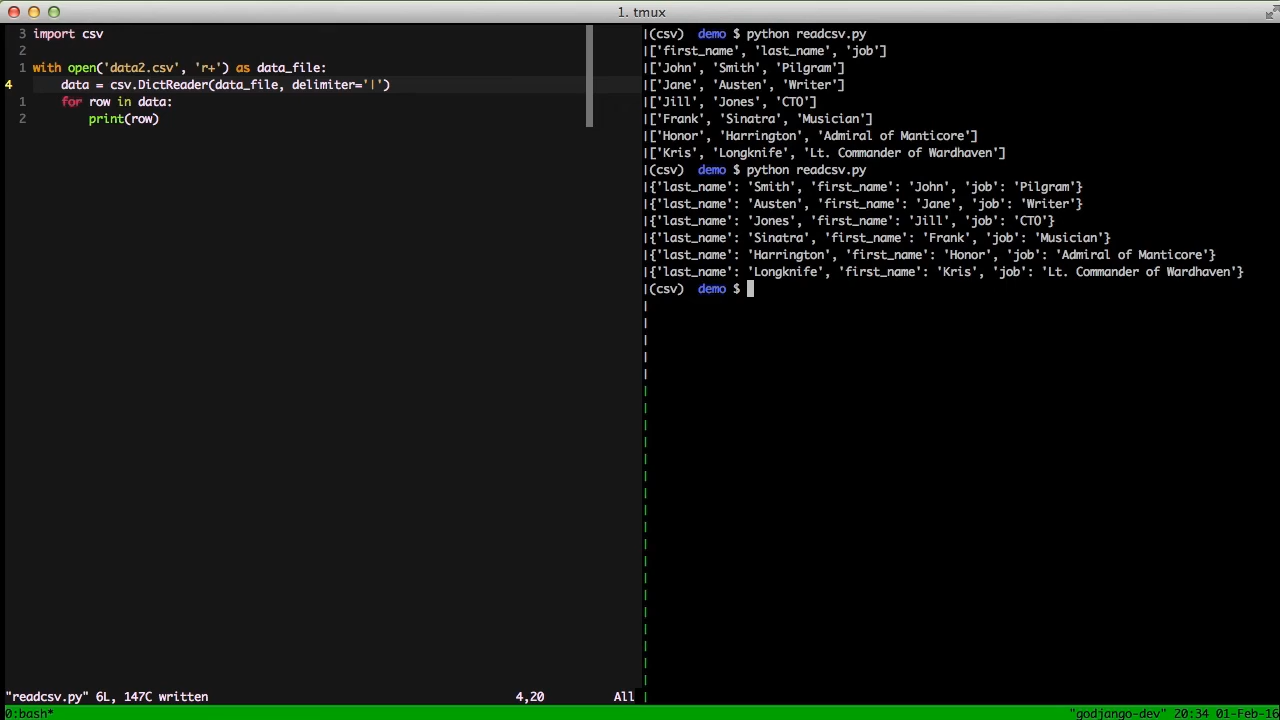 1. tmux
3 import csv
2
1 with open('data2.csv', 'r+') as data_file:
4 data = csv.DictReader(data_file, delimiter='|')
1 for row in data:
2 print(row)
"readcsv.py" 6L, 147C written 4,20 All
|(csv) demo $ python readcsv.py
|['first_name', 'last_name', 'job']
|['John', 'Smith', 'Pilgram']
|['Jane', 'Austen', 'Writer']
|['Jill', 'Jones', 'CTO']
|['Frank', 'Sinatra', 'Musician']
|['Honor', 'Harrington', 'Admiral of Manticore']
|['Kris', 'Longknife', 'Lt. Commander of Wardhaven']
|(csv) demo $ python readcsv.py
|{'last_name': 'Smith', 'first_name': 'John', 'job': 'Pilgram'}
|{'last_name': 'Austen', 'first_name': 'Jane', 'job': 'Writer'}
|{'last_name': 'Jones', 'first_name': 'Jill', 'job': 'CTO'}
|{'last_name': 'Sinatra', 'first_name': 'Frank', 'job': 'Musician'}
|{'last_name': 'Harrington', 'first_name': 'Honor', 'job': 'Admiral of Manticore'}
|{'last_name': 'Longknife', 'first_name': 'Kris', 'job': 'Lt. Commander of Wardhaven'}
|(csv) demo $
0:bash* "godjango-dev" 20:34 01-Feb-16